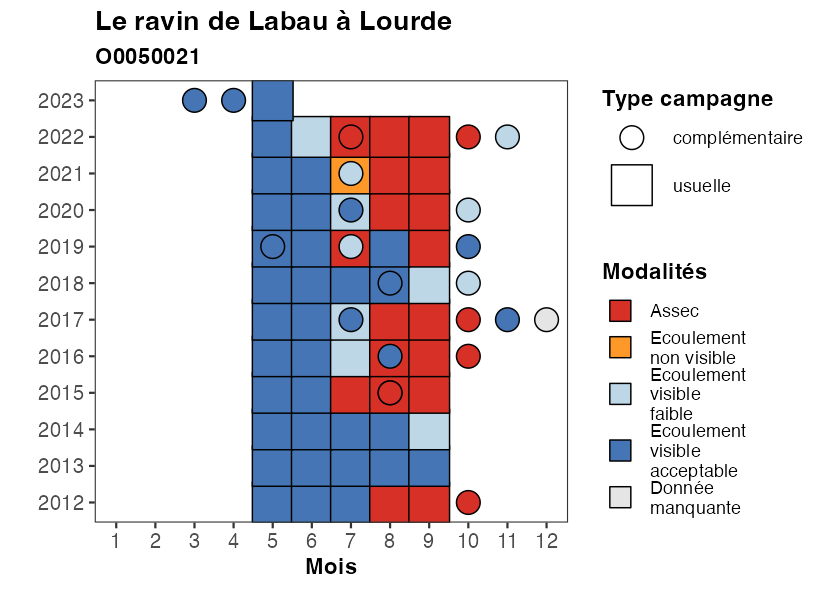 Le ravin de Labau à Lourde
O0050021
2023
2022
2021
2020
2019
2018
2017
2016
2015
2014
2013
2012
1 2 3 4 5 6 7 8 9 10 11 12
Mois
Type campagne
complémentaire
usuelle
Modalités
Assec
Ecoulement
non visible
Ecoulement
visible
faible
Ecoulement
visible
acceptable
Donnée
manquante